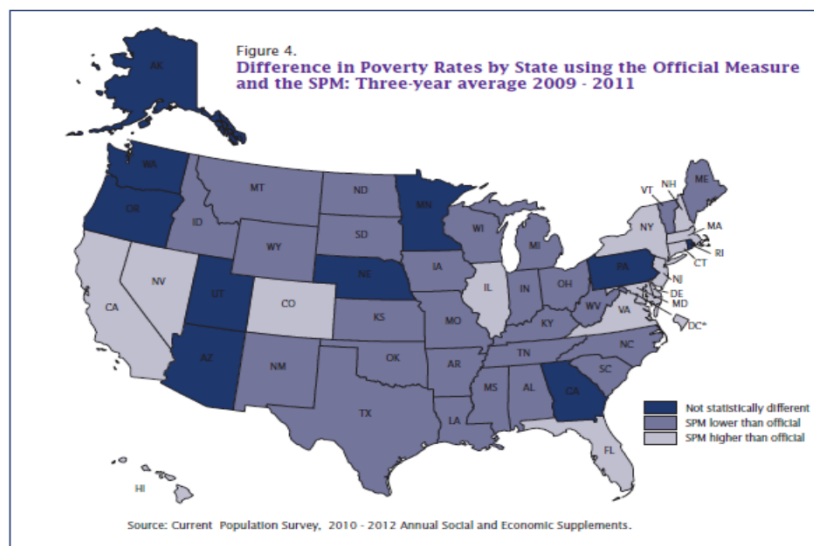 Figure 4.
Difference in Poverty Rates by State using the Official Measure
and the SPM: Three-year average 2009 - 2011
AK
WA
OR
CA
NV
ID
MT
WY
UT
AZ
CO
NM
ND
SD
NE
KS
OK
TX
MN
IA
MO
AR
LA
WI
IL
MI
IN
OH
KY
TN
MS
AL
GA
FL
SC
NC
VA
WV
PA
NY
VT
NH
ME
MA
RI
CT
NJ
DE
MD
DC*
HI
Not statistically different
SPM lower than official
SPM higher than official
Source: Current Population Survey, 2010 - 2012 Annual Social and Economic Supplements.